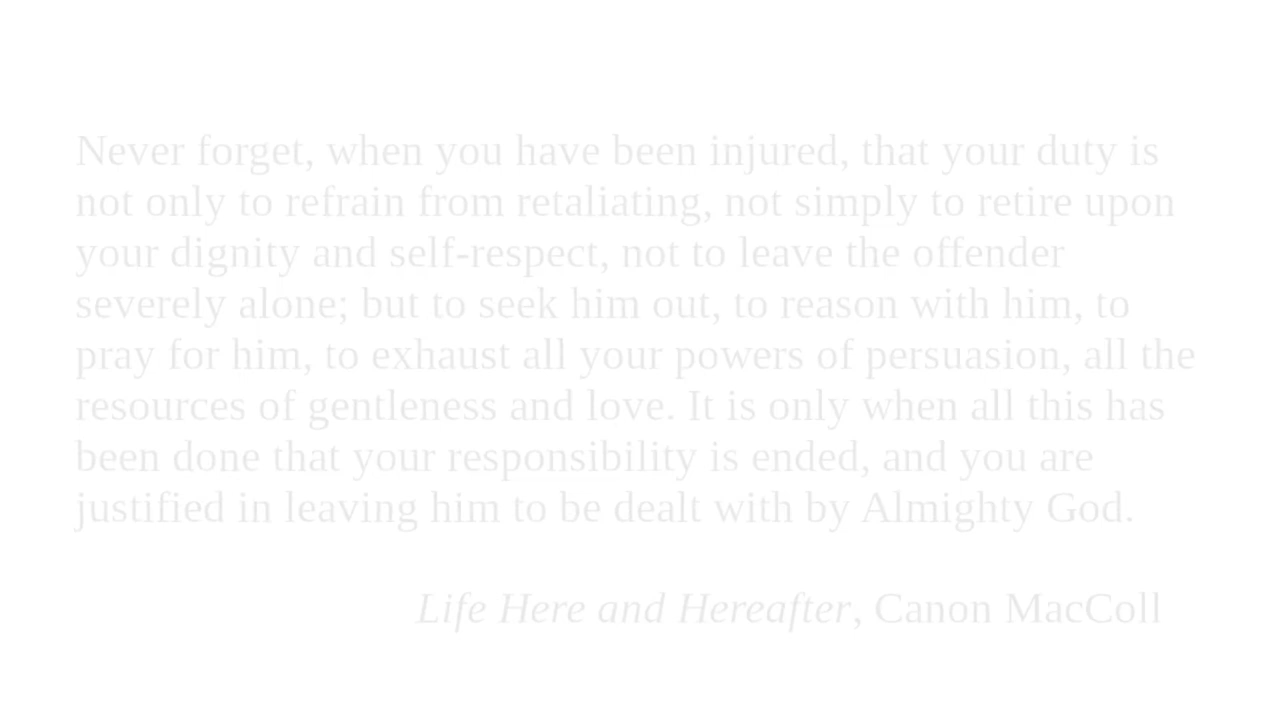 Never forget, when you have been injured, that your duty is
not only to refrain from retaliating, not simply to retire upon
your dignity and self-respect, not to leave the offender
severely alone; but to seek him out, to reason with him, to
pray for him, to exhaust all your powers of persuasion, all the
resources of gentleness and love. It is only when all this has
been done that your responsibility is ended, and you are
justified in leaving him to be dealt with by Almighty God.
Life Here and Hereafter, Canon MacColl